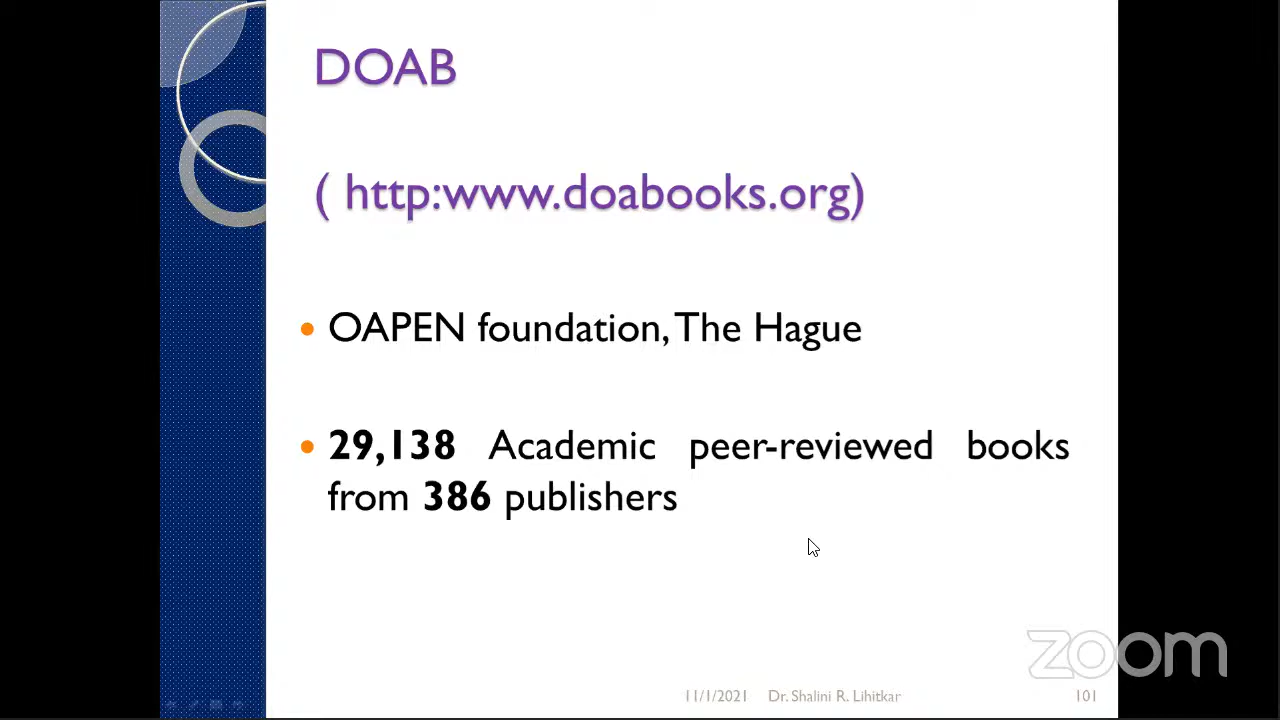 DOAB
( http:www.doabooks.org)
OAPEN foundation, The Hague
29,138 Academic peer-reviewed books
from 386 publishers
zoom
11/1/2021 Dr. Shalini R. Lihitkar 101